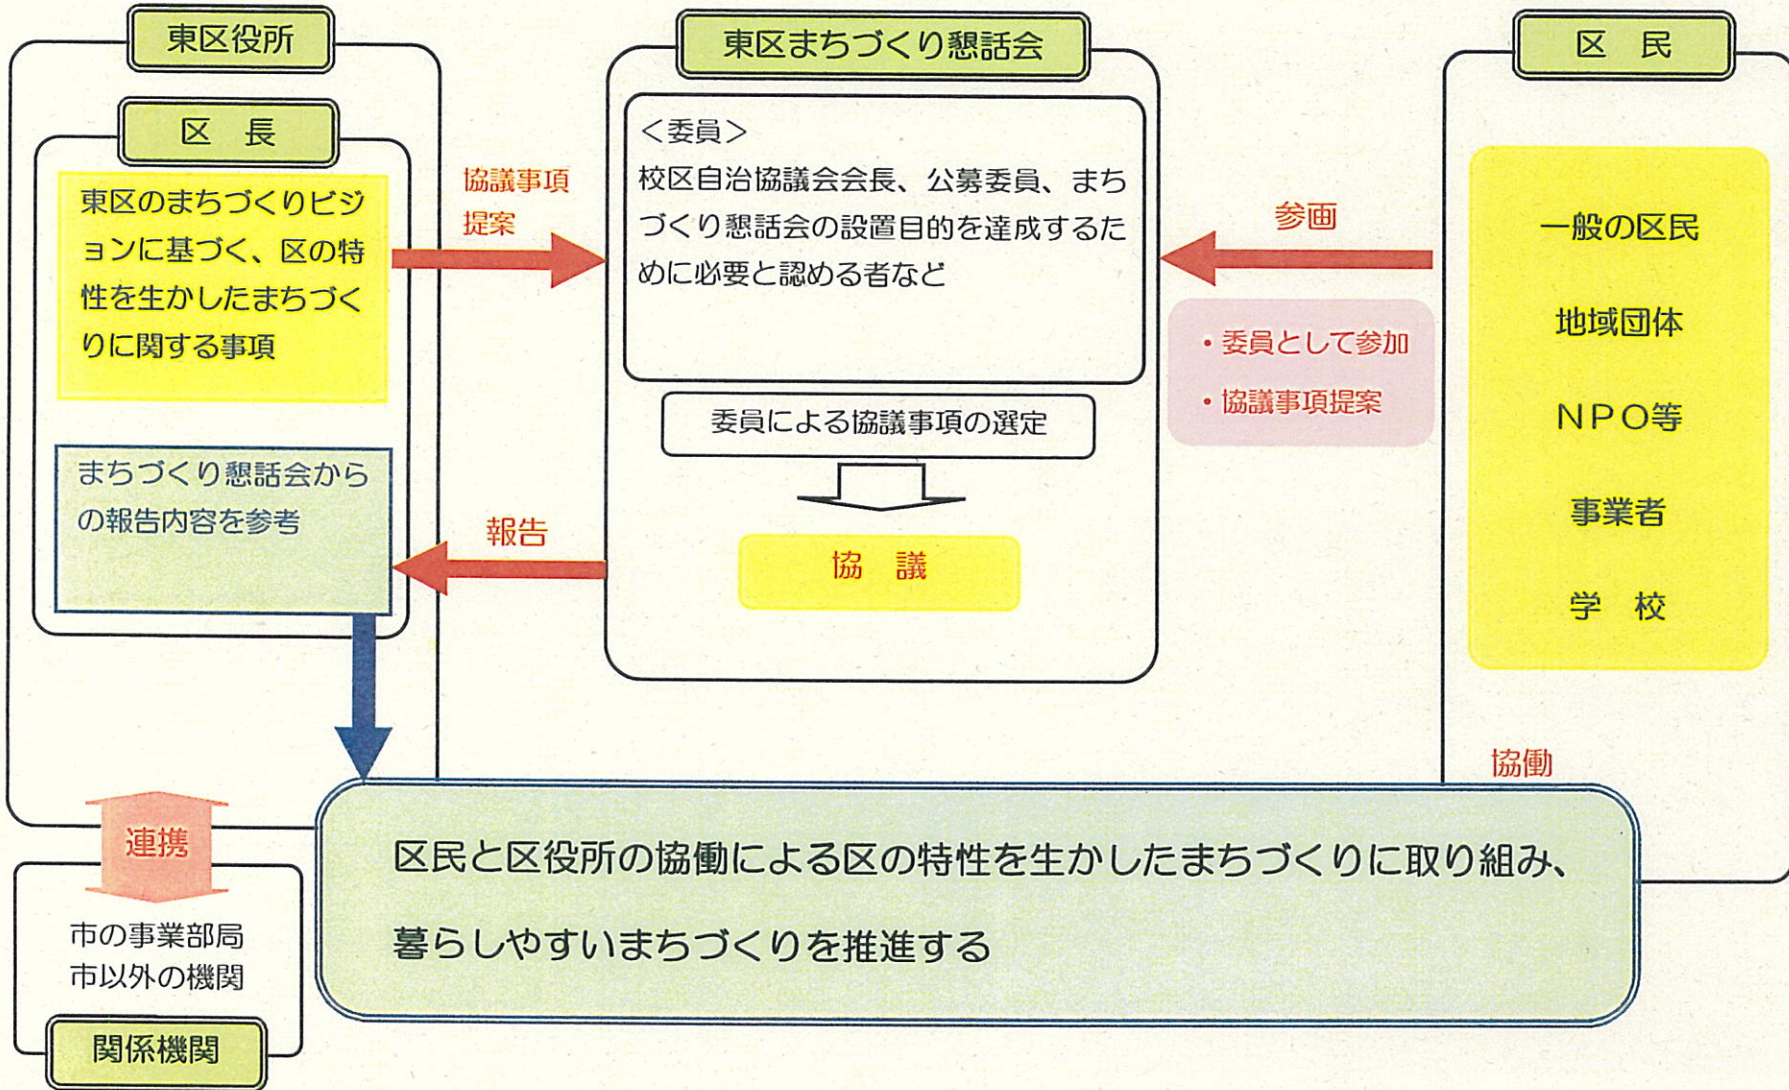 東区役所
区 長
東区のまちづくりビジ
ョンに基づく、区の特
性を生かしたまちづく
りに関する事項
まちづくり懇話会から
の報告内容を参考
協議事項
提案
報告
東区まちづくり懇話会
＜委員＞
校区自治協議会会長、公募委員、まち
づくり懇話会の設置目的を達成するた
めに必要と認める者など
委員による協議事項の選定
協 議
参画
・委員として参加
・協議事項提案
区 民
一般の区民
地域団体
ＮＰＯ等
事業者
学 校
協働
区民と区役所の協働による区の特性を生かしたまちづくりに取り組み、
暮らしやすいまちづくりを推進する
連携
市の事業部局
市以外の機関
関係機関